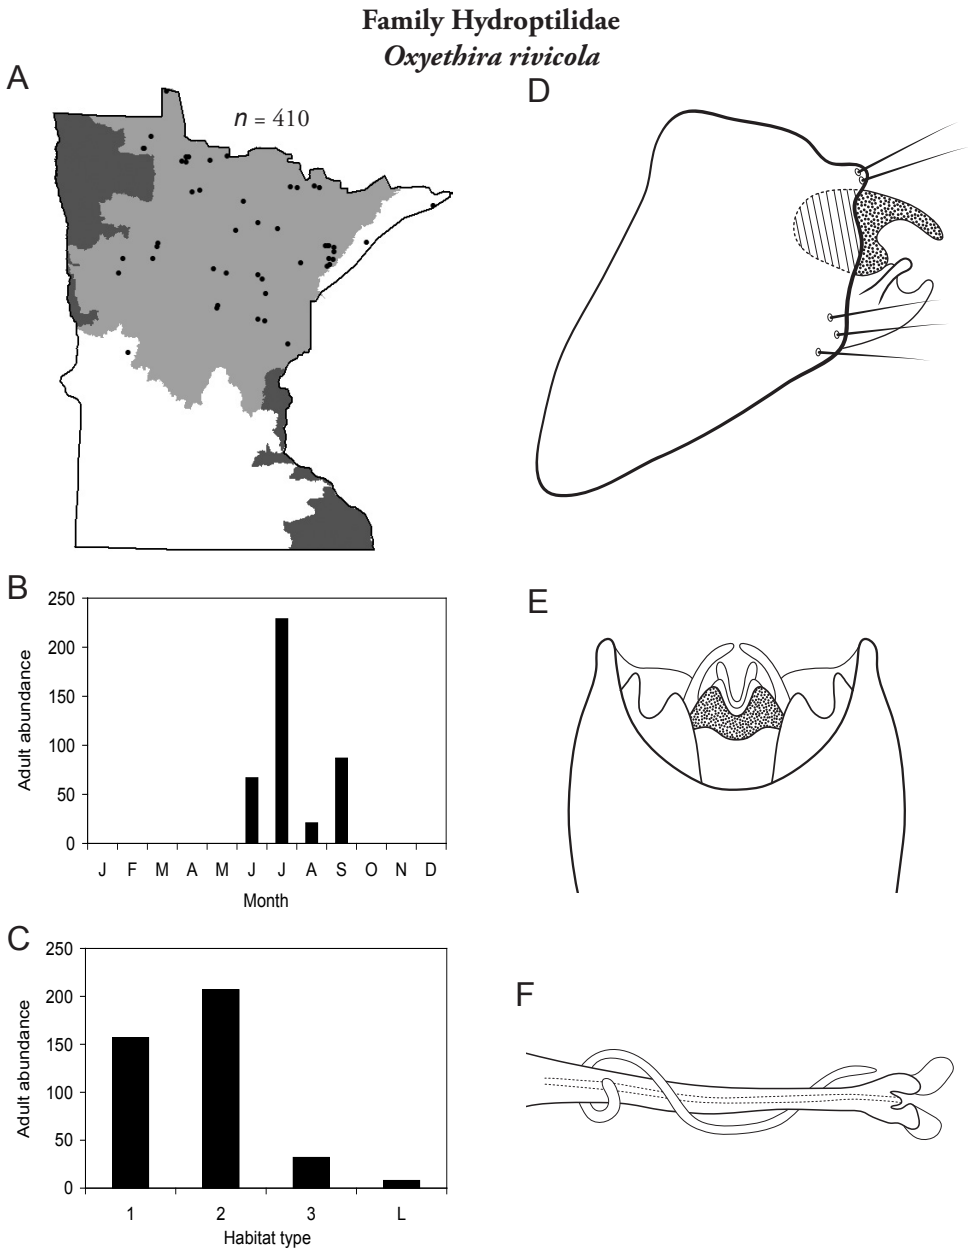 Family Hydroptilidae
Oxyethira rivicola
A
n = 410
D
B
250
200
150
100
50
0
Adult abundance
J F M A M J J A S O N D
Month
E
C
250
200
150
100
50
0
Adult abundance
1 2 3 L
Habitat type
F